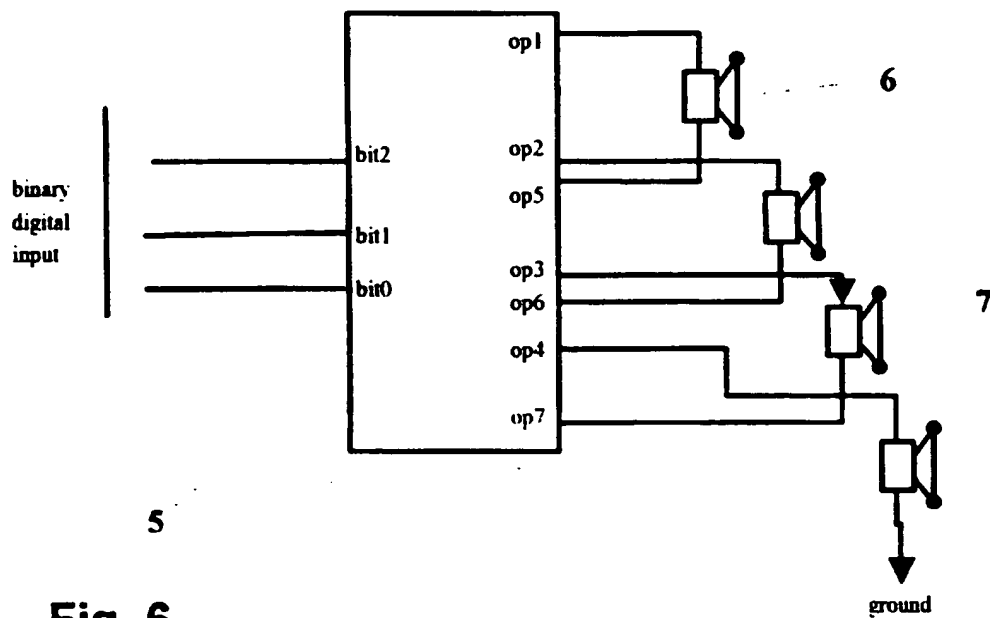 op1
6
bit2
op2
binary
digital
input
op5
bit1
op3
bit0
op6
7
op4
op7
5
Fig. 6
ground